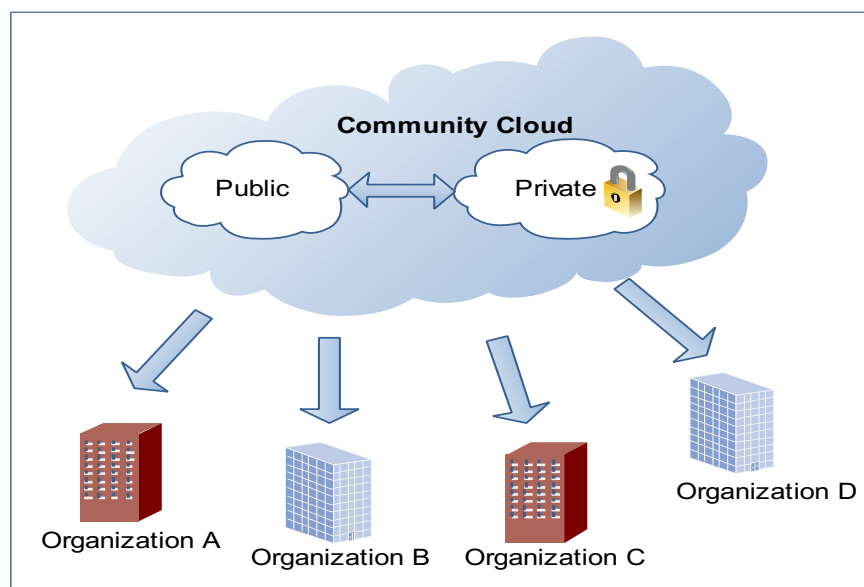 Community Cloud
Public
Private
Organization A
Organization B
Organization C
Organization D